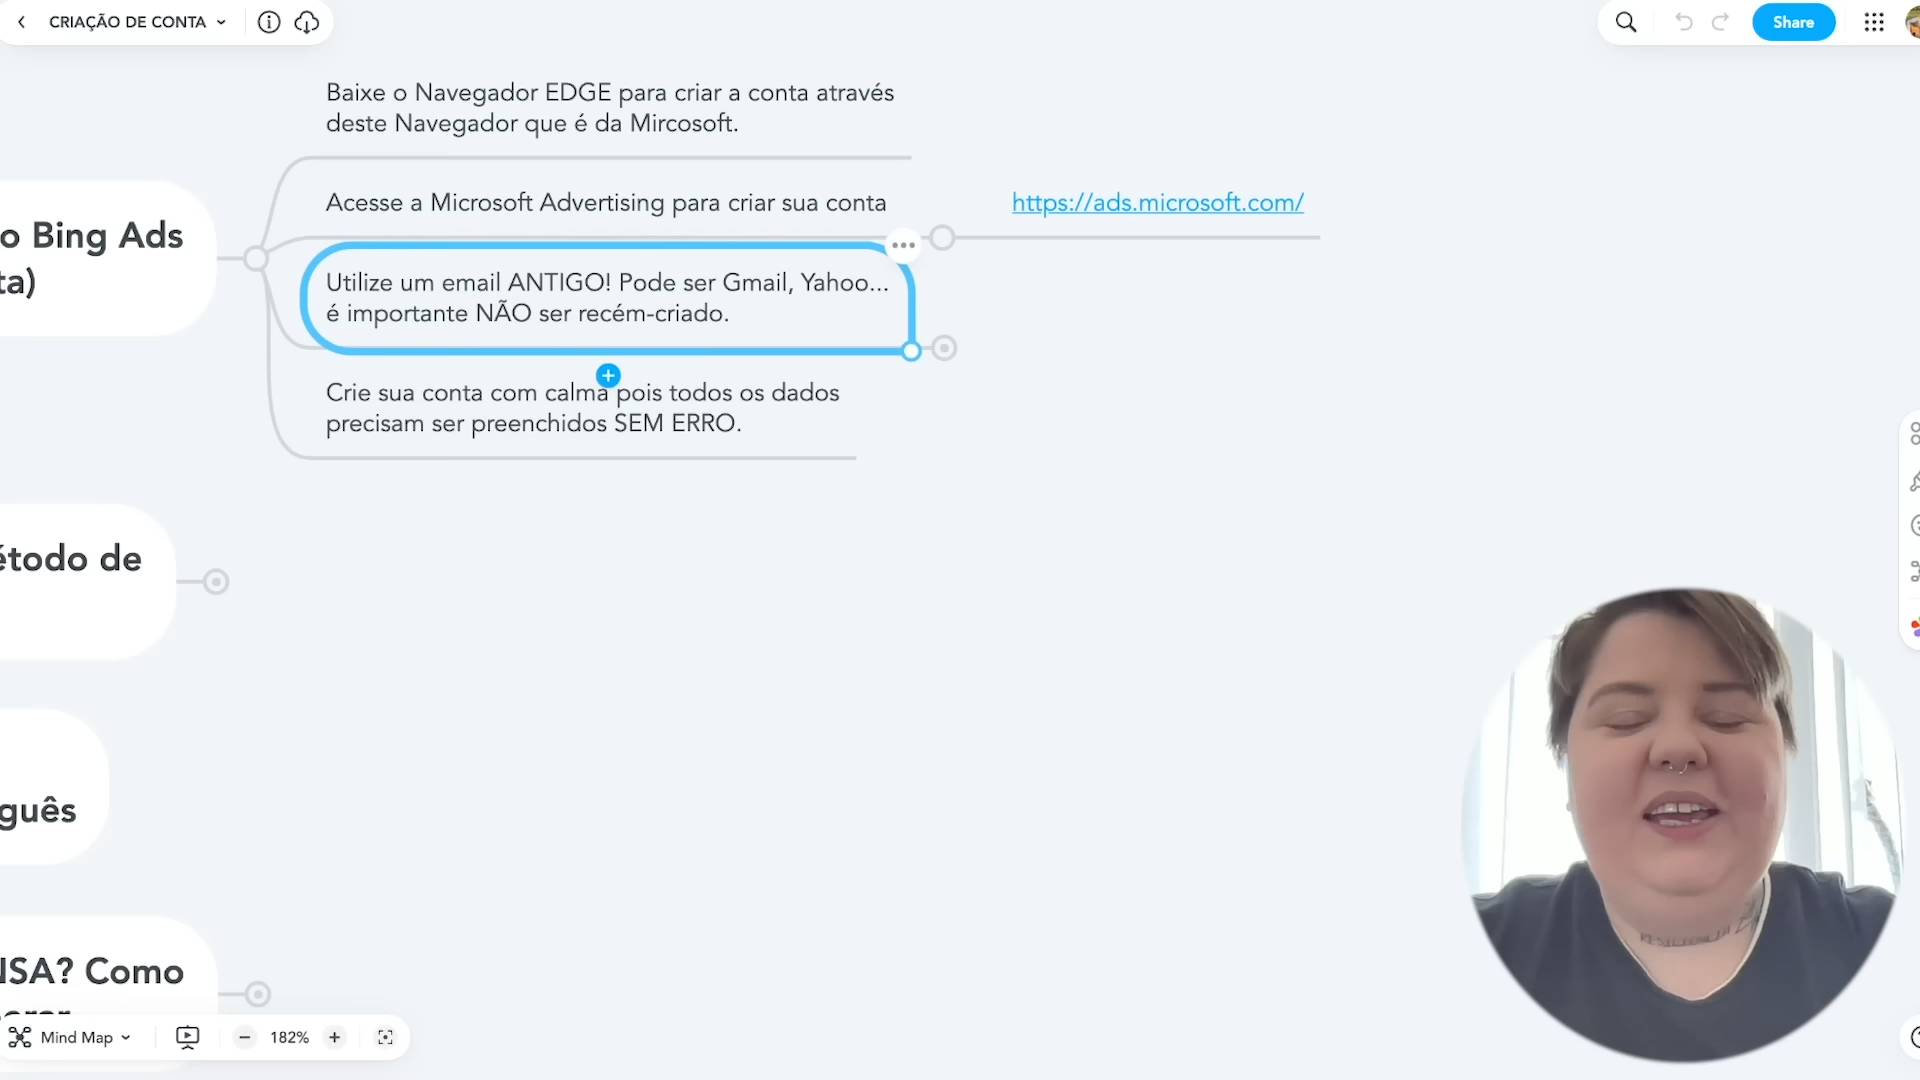 CRIAÇÃO DE CONTA
Share
Baixe o Navegador EDGE para criar a conta através
deste Navegador que é da Mircosoft.
Acesse a Microsoft Advertising para criar sua conta
https://ads.microsoft.com/
o Bing Ads
ta)
Utilize um email ANTIGO! Pode ser Gmail, Yahoo...
é importante NÃO ser recém-criado.
Crie sua conta com calma pois todos os dados
precisam ser preenchidos SEM ERRO.
étodo de
guês
NSA? Como
Mind Map
182%